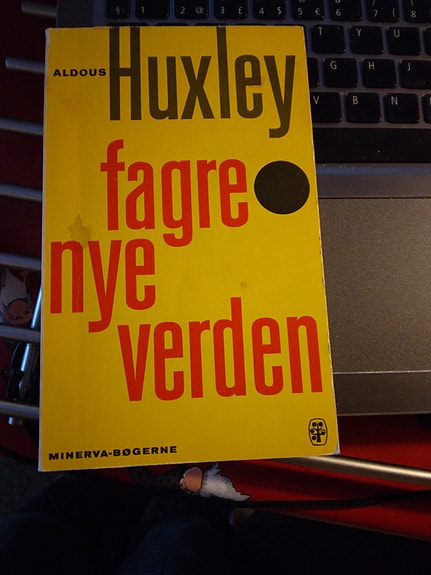 ALDOUS Huxley
fagre
nye
verden
MINERVA-BØGERNE
T Y U
G H J
V B N